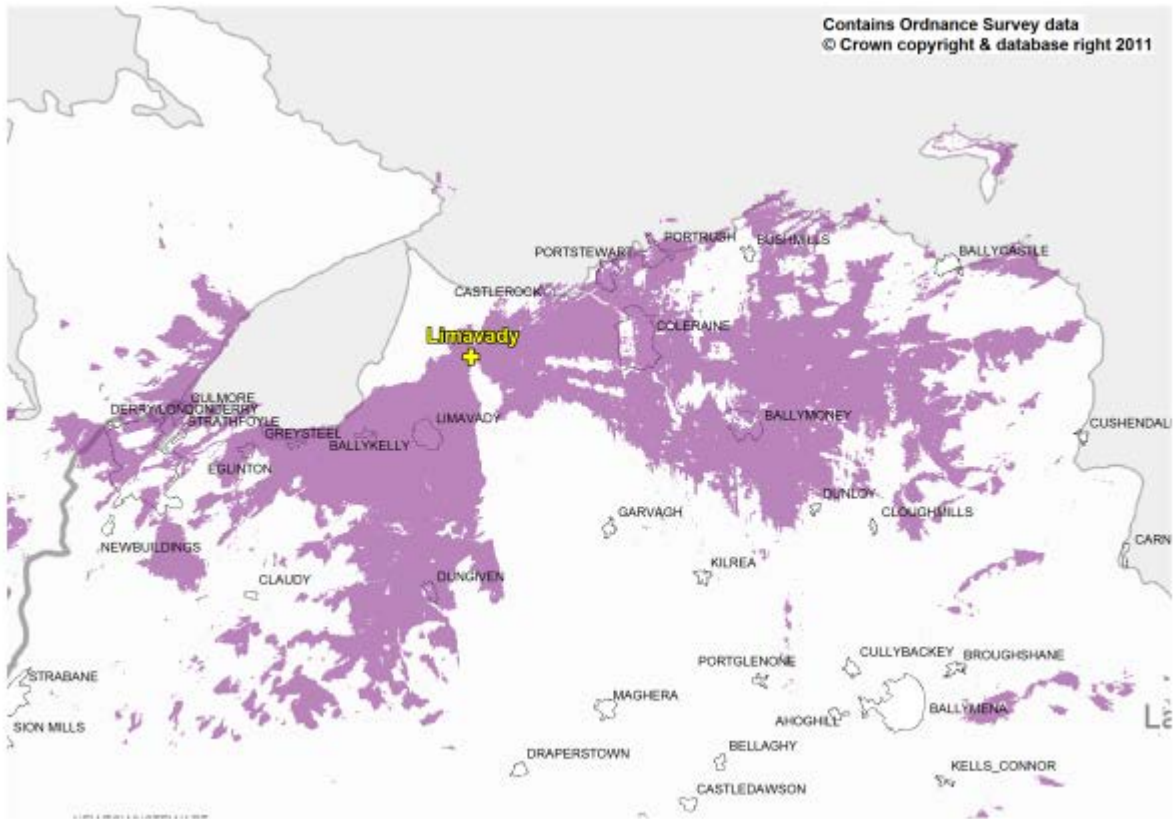 Contains Ordnance Survey data
© Crown copyright & database right 2011
PORTRUSH
BUSHMILLS
PORTSTEWART
BALLYCASTLE
CASTLEROCK
COLERAINE
Limavady
CULMORE
DERRY/LONDONDERRY
STRATHFOYLE
GREYSTEEL
LIMAVADY
BALLYKELLY
BALLYMONEY
CUSHENDAL
EGLINTON
DUNLOY
CLOUGHMILLS
GARVAGH
NEWBUILDINGS
CARN
KILREA
CLAUDY
DUNGIVEN
CULLYBACKEY
BROUGHSHANE
PORTGLENONE
STRABANE
MAGHERA
BALLYMENA
AHOGHILL
La
SION MILLS
DRAPERSTOWN
BELLAGHY
KELLS_CONNOR
CASTLEDAWSON